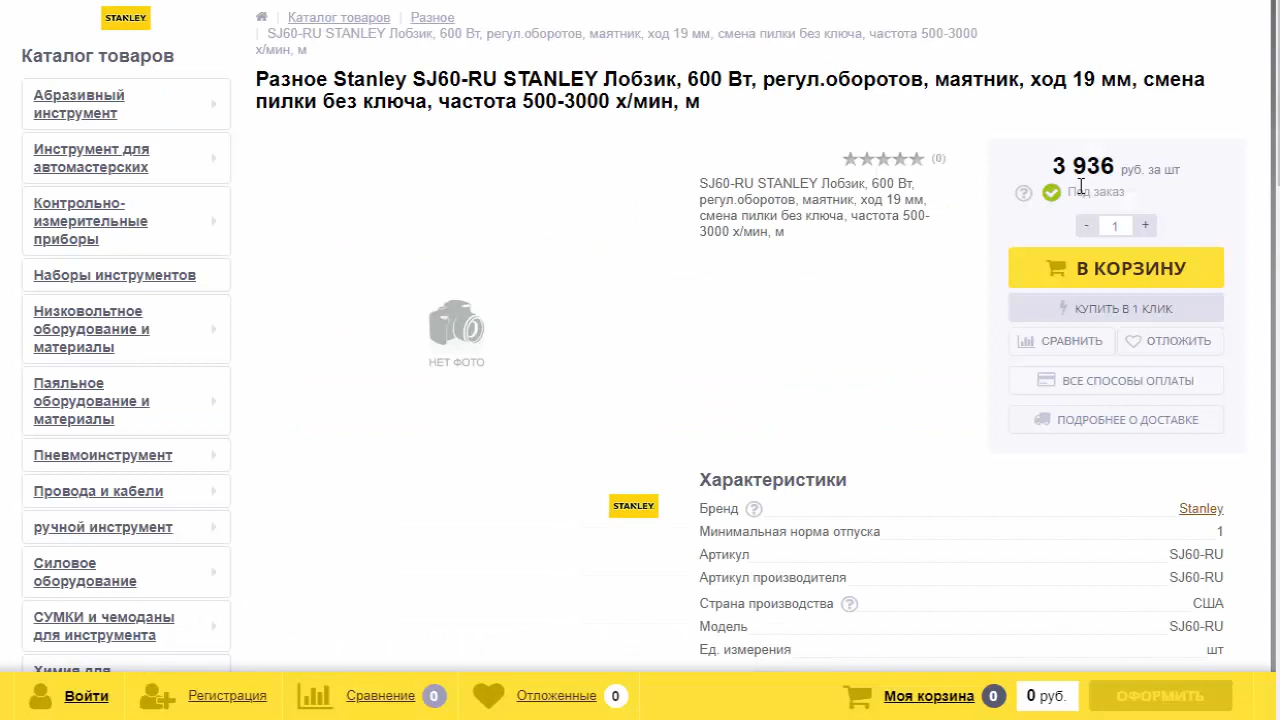 STANLEY
Каталог товаров
Абразивный
инструмент
Инструмент для
автомастерских
Контрольно-
измерительные
приборы
Наборы инструментов
Низковольтное
оборудование и
материалы
Паяльное
оборудование и
материалы
Пневмоинструмент
Провода и кабели
ручной инструмент
Силовое
оборудование
СУМКИ и чемоданы
для инструмента
Химия для
| Каталог товаров | Разное
| SJ60-RU STANLEY Лобзик, 600 Вт, регул.оборотов, маятник, ход 19 мм, смена пилки без ключа, частота 500-3000
х/мин, м
Разное Stanley SJ60-RU STANLEY Лобзик, 600 Вт, регул.оборотов, маятник, ход 19 мм, смена
пилки без ключа, частота 500-3000 х/мин, м
НЕТ ФОТО
STANLEY
(0)
SJ60-RU STANLEY Лобзик, 600 Вт,
регул.оборотов, маятник, ход 19 мм,
смена пилки без ключа, частота 500-
3000 х/мин, м
3 936 руб. за шт
? Под заказ
- 1 +
В КОРЗИНУ
КУПИТЬ В 1 КЛИК
СРАВНИТЬ ОТЛОЖИТЬ
ВСЕ СПОСОБЫ ОПЛАТЫ
ПОДРОБНЕЕ О ДОСТАВКЕ
Характеристики
Бренд ? Stanley
Минимальная норма отпуска 1
Артикул SJ60-RU
Артикул производителя SJ60-RU
Страна производства ? США
Модель SJ60-RU
Ед. измерения шт
Войти Регистрация Сравнение 0 Отложенные 0 Моя корзина 0 0 руб. ОФОРМИТЬ